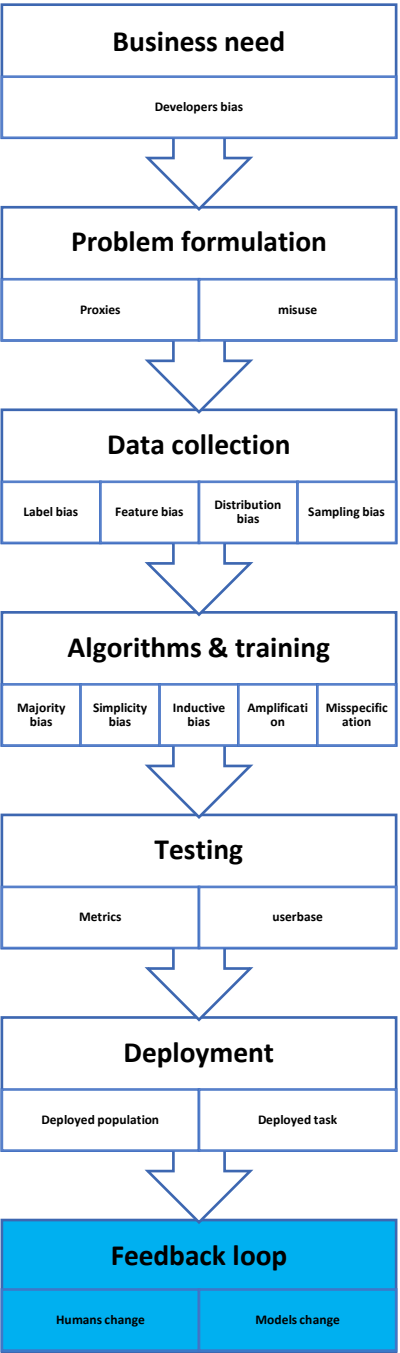 Business need
Developers bias
Problem formulation
Proxies
misuse
Data collection
Label bias
Feature bias
Distribution
bias
Sampling bias
Algorithms & training
Majority
bias
Simplicity
bias
Inductive
bias
Amplificati
on
Misspecific
ation
Testing
Metrics
userbase
Deployment
Deployed population
Deployed task
Feedback loop
Humans change
Models change